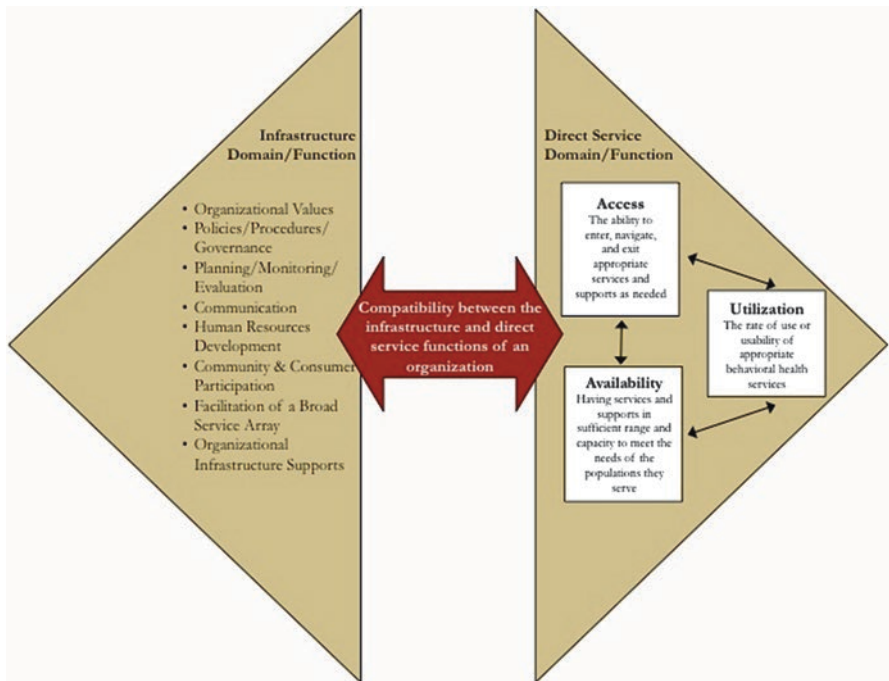 Infrastructure
Domain/Function
• Organizational Values
• Policies/Procedures/
Governance
• Planning/Monitoring/
Evaluation
• Communication
• Human Resources
Development
• Community & Consumer
Participation
• Facilitation of a Broad
Service Array
• Organizational
Infrastructure Supports
Compatibility between the
infrastructure and direct
service functions of an
organization
Direct Service
Domain/Function
Access
The ability to
enter, navigate,
and exit
appropriate
services and
supports as needed
Utilization
The rate of use or
usability of
appropriate
behavioral health
services
Availability
Having services and
supports in
sufficient range and
capacity to meet the
needs of the
populations they
serve